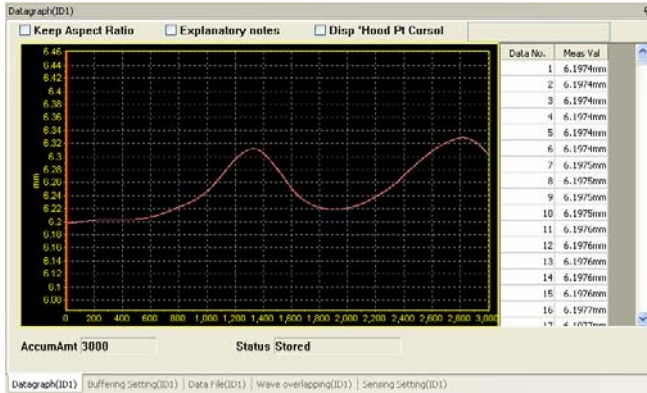 Datagraph(ID1)
Keep Aspect Ratio Explanatory notes Disp 'Hood Pt Cursol
6.46
6.44
6.42
6.4
6.38
6.36
6.34
6.32
6.3
6.28
6.26
6.24
6.22
6.2
6.18
6.16
6.14
6.12
6.1
6.08
mm
0 200 400 600 800 1,000 1,200 1,400 1,600 1,800 2,000 2,200 2,400 2,600 2,800 3,000
Data No. Meas Val
1 6.1974mm
2 6.1974mm
3 6.1974mm
4 6.1974mm
5 6.1974mm
6 6.1974mm
7 6.1975mm
8 6.1975mm
9 6.1975mm
10 6.1975mm
11 6.1976mm
12 6.1976mm
13 6.1976mm
14 6.1976mm
15 6.1976mm
16 6.1977mm
17 6.1977mm
AccumAmt 3000 Status Stored
Datagraph(ID1) Buffering Setting(ID1) Data File(ID1) Wave overlapping(ID1) Sensing Setting(ID1)